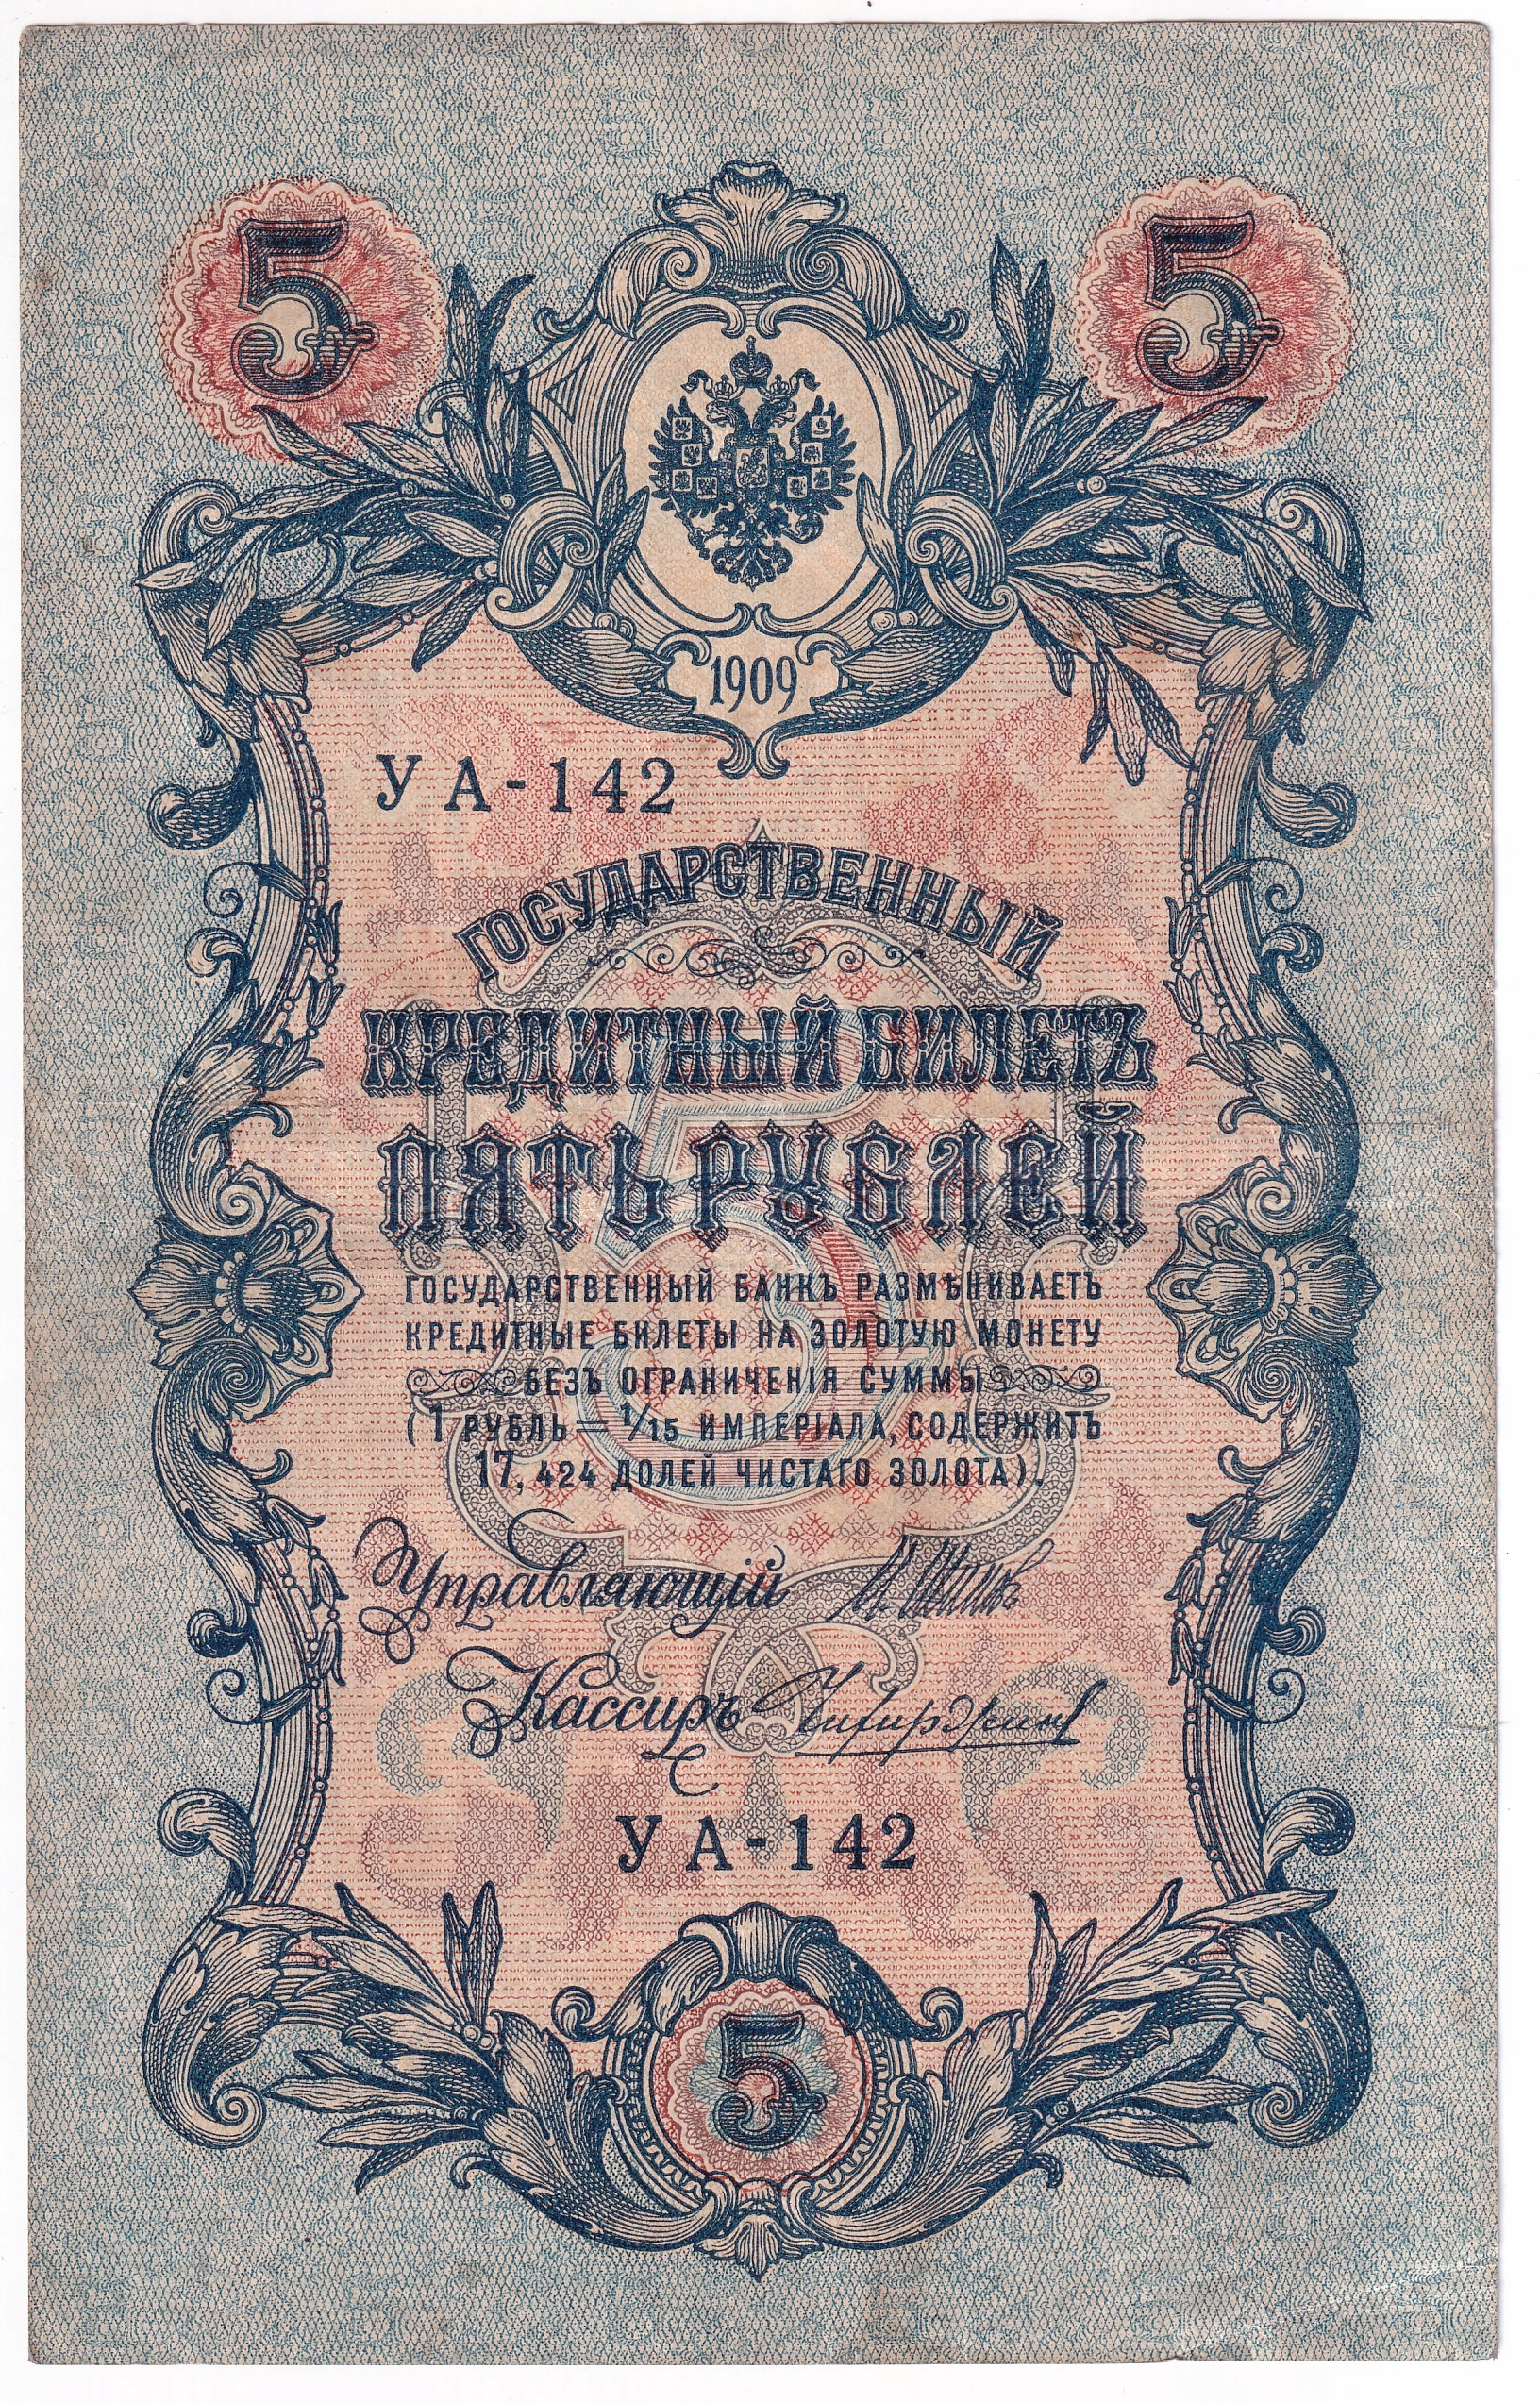 5 5
1909
УА-142
ГОСУДАРСТВЕННЫЙ
КРЕДИТНЫЙ БИЛЕТЪ
ПЯТЬ РУБЛЕЙ
ГОСУДАРСТВЕННЫЙ БАНКЪ РАЗМѢНИВАЕТЪ
КРЕДИТНЫЕ БИЛЕТЫ НА ЗОЛОТУЮ МОНЕТУ
БЕЗЪ ОГРАНИЧЕНІЯ СУММЫ
(1 РУБЛЬ = 1/15 ИМПЕРІАЛА, СОДЕРЖИТЪ
17,424 ДОЛЕЙ ЧИСТАГО ЗОЛОТА).
Управляющій И. Шиповъ
Кассиръ
УА-142
5